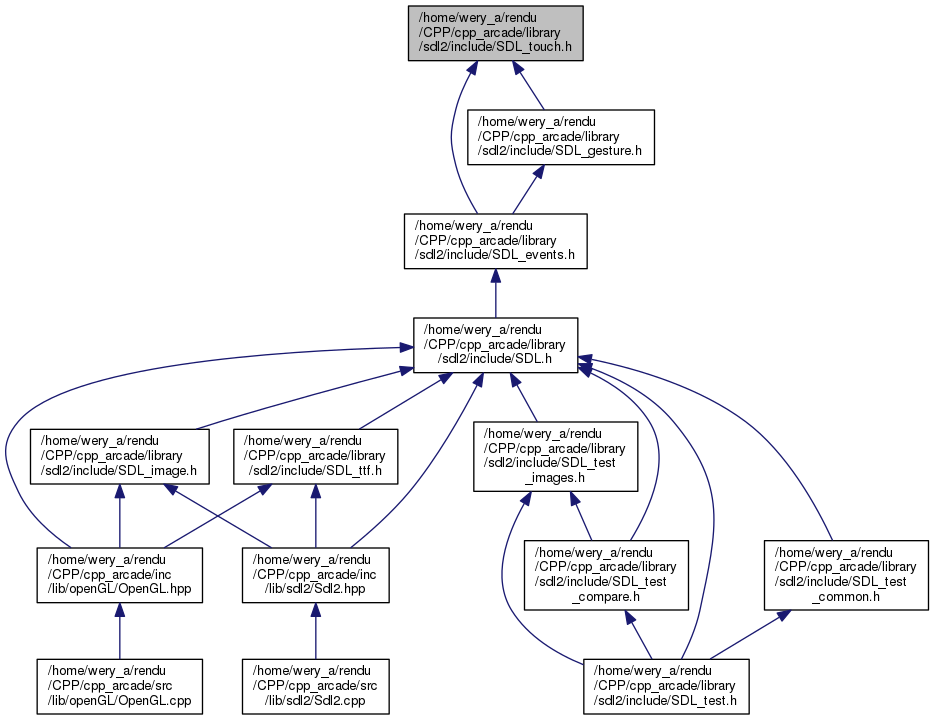 /home/wery_a/rendu
/CPP/cpp_arcade/library
/sdl2/include/SDL_touch.h
/home/wery_a/rendu
/CPP/cpp_arcade/library
/sdl2/include/SDL_gesture.h
/home/wery_a/rendu
/CPP/cpp_arcade/library
/sdl2/include/SDL_events.h
/home/wery_a/rendu
/CPP/cpp_arcade/library
/sdl2/include/SDL.h
/home/wery_a/rendu
/CPP/cpp_arcade/library
/sdl2/include/SDL_image.h
/home/wery_a/rendu
/CPP/cpp_arcade/library
/sdl2/include/SDL_ttf.h
/home/wery_a/rendu
/CPP/cpp_arcade/library
/sdl2/include/SDL_test
_images.h
/home/wery_a/rendu
/CPP/cpp_arcade/inc
/lib/openGL/OpenGL.hpp
/home/wery_a/rendu
/CPP/cpp_arcade/inc
/lib/sdl2/Sdl2.hpp
/home/wery_a/rendu
/CPP/cpp_arcade/library
/sdl2/include/SDL_test
_compare.h
/home/wery_a/rendu
/CPP/cpp_arcade/library
/sdl2/include/SDL_test
_common.h
/home/wery_a/rendu
/CPP/cpp_arcade/src
/lib/openGL/OpenGL.cpp
/home/wery_a/rendu
/CPP/cpp_arcade/src
/lib/sdl2/Sdl2.cpp
/home/wery_a/rendu
/CPP/cpp_arcade/library
/sdl2/include/SDL_test.h